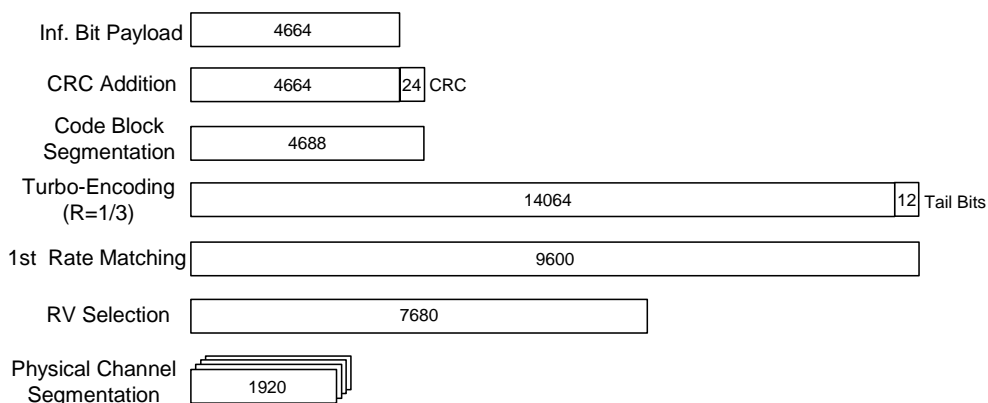 Inf. Bit Payload 4664
CRC Addition 4664 24 CRC
Code Block
Segmentation 4688
Turbo-Encoding
(R=1/3) 14064 12 Tail Bits
1st Rate Matching 9600
RV Selection 7680
Physical Channel
Segmentation 1920